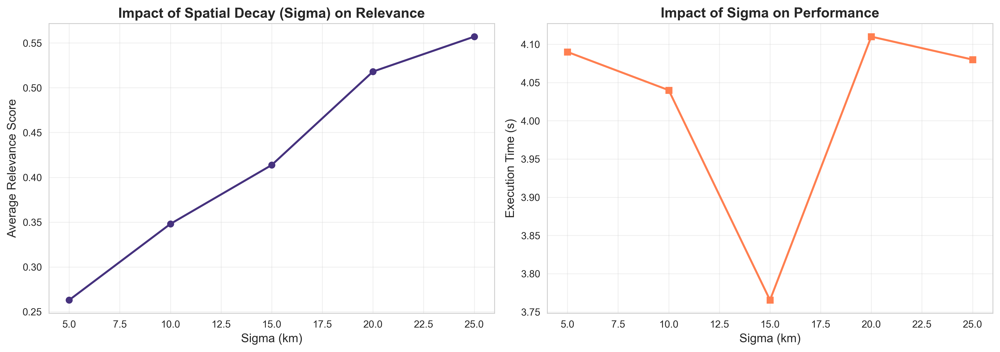 Impact of Spatial Decay (Sigma) on Relevance
Average Relevance Score
0.55
0.50
0.45
0.40
0.35
0.30
0.25
5.0 7.5 10.0 12.5 15.0 17.5 20.0 22.5 25.0
Sigma (km)
Impact of Sigma on Performance
Execution Time (s)
4.10
4.05
4.00
3.95
3.90
3.85
3.80
3.75
5.0 7.5 10.0 12.5 15.0 17.5 20.0 22.5 25.0
Sigma (km)